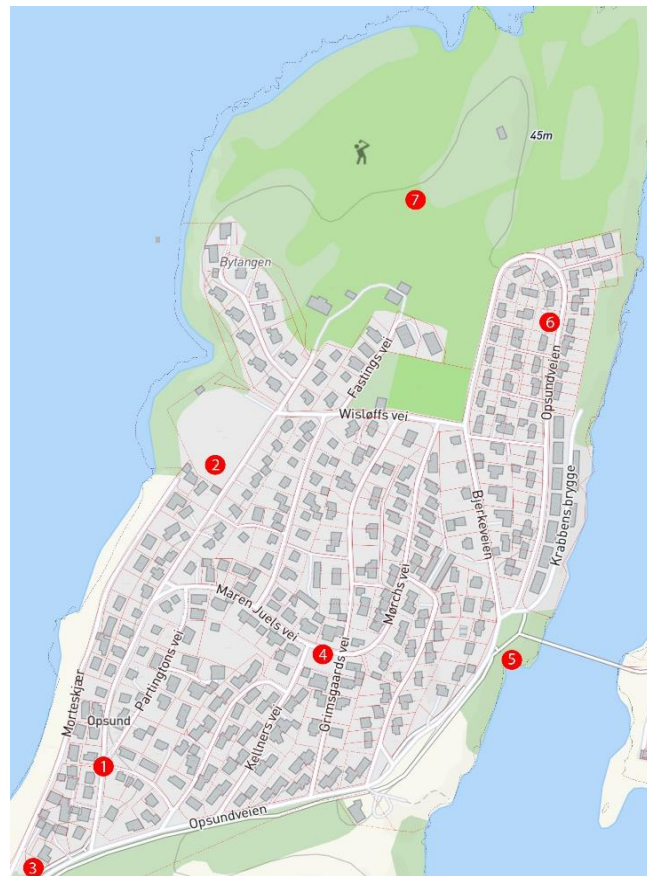 45m
7
Bytangen
6
Fastings vei
Opsundveien
Wisløffs vei
2
Bjerkeveien
Krabbens brygge
Mørchs vei
Maren Juels vei
4
5
Partingtons vei
Grimsgaards vei
Morteskjær
Kellners vei
Opsund
1
Opsundveien
3